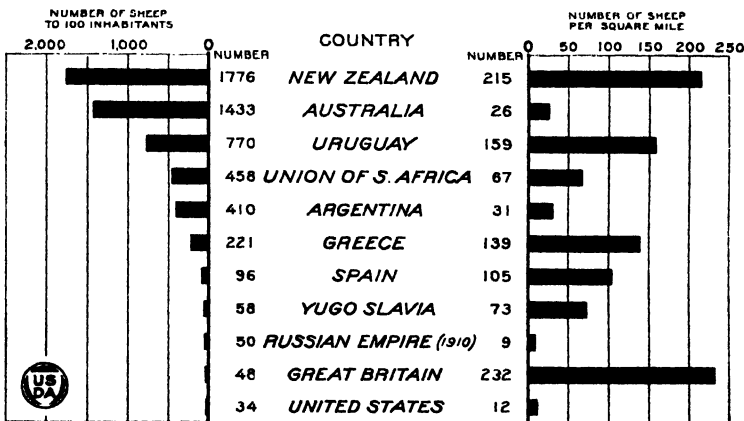 NUMBER OF SHEEP
TO 100 INHABITANTS
NUMBER OF SHEEP
PER SQUARE MILE
2,000 1,000 0
COUNTRY
0 50 100 150 200 250
NUMBER NUMBER
1776 NEW ZEALAND 215
1433 AUSTRALIA 26
770 URUGUAY 159
458 UNION OF S. AFRICA 67
410 ARGENTINA 31
221 GREECE 139
96 SPAIN 105
58 YUGO SLAVIA 73
50 RUSSIAN EMPIRE (1910) 9
48 GREAT BRITAIN 232
34 UNITED STATES 12
US
DA